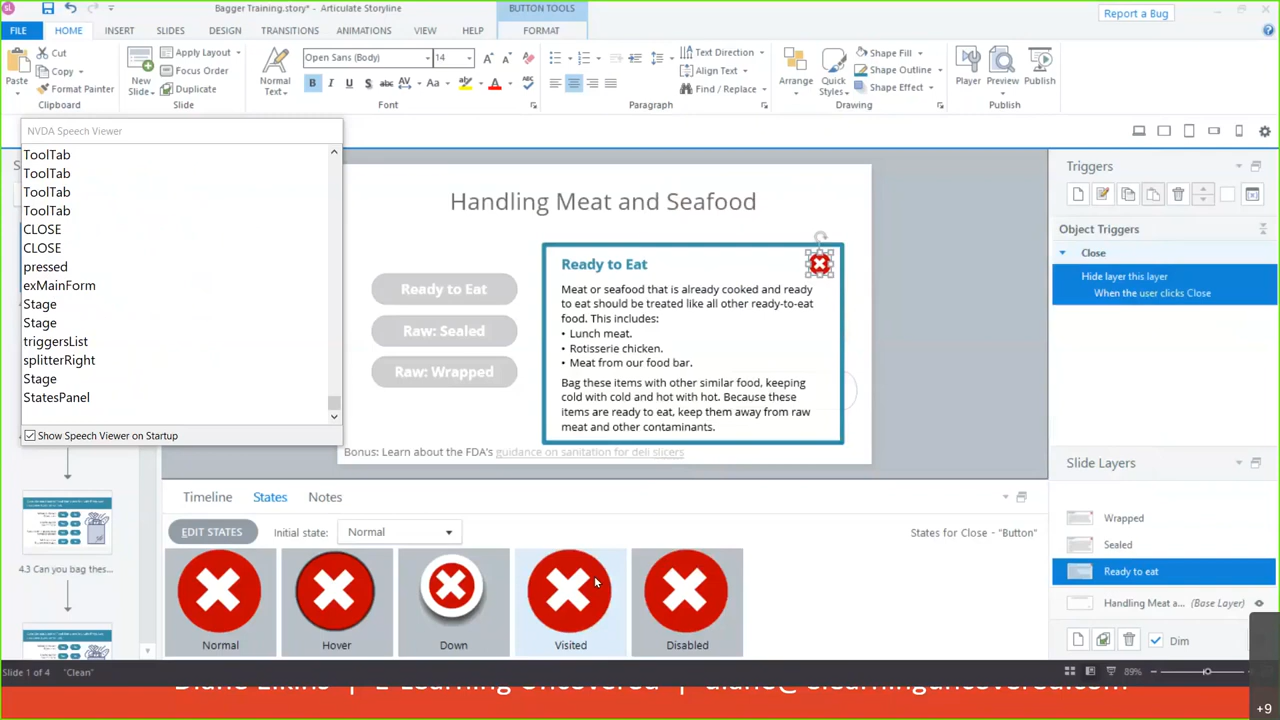 Bagger Training.story* - Articulate Storyline
BUTTON TOOLS
Report a Bug
FILE
HOME
INSERT
SLIDES
DESIGN
TRANSITIONS
ANIMATIONS
VIEW
HELP
FORMAT
Paste
Cut
Copy
Format Painter
Clipboard
New
Slide
Apply Layout
Focus Order
Duplicate
Slide
Normal
Text
Open Sans (Body)
14
Font
Text Direction
Align Text
Find / Replace
Paragraph
Arrange
Quick
Styles
Shape Fill
Shape Outline
Shape Effect
Drawing
Player
Preview
Publish
Publish
NVDA Speech Viewer
ToolTab
ToolTab
ToolTab
ToolTab
CLOSE
CLOSE
pressed
exMainForm
Stage
Stage
triggersList
splitterRight
Stage
StatesPanel
Show Speech Viewer on Startup
4.3 Can you bag thes...
Handling Meat and Seafood
Ready to Eat
Raw: Sealed
Raw: Wrapped
Ready to Eat
Meat or seafood that is already cooked and ready
to eat should be treated like all other ready-to-eat
food. This includes:
• Lunch meat.
• Rotisserie chicken.
• Meat from our food bar.
Bag these items with other similar food, keeping
cold with cold and hot with hot. Because these
items are ready to eat, keep them away from raw
meat and other contaminants.
Bonus: Learn about the FDA's guidance on sanitation for deli slicers
Triggers
Object Triggers
Close
Hide layer this layer
When the user clicks Close
Timeline
States
Notes
EDIT STATES
Initial state:
Normal
States for Close - "Button"
Normal
Hover
Down
Visited
Disabled
Slide Layers
Wrapped
Sealed
Ready to eat
Handling Meat a... (Base Layer)
Dim
Slide 1 of 4
"Clean"
89%
+9